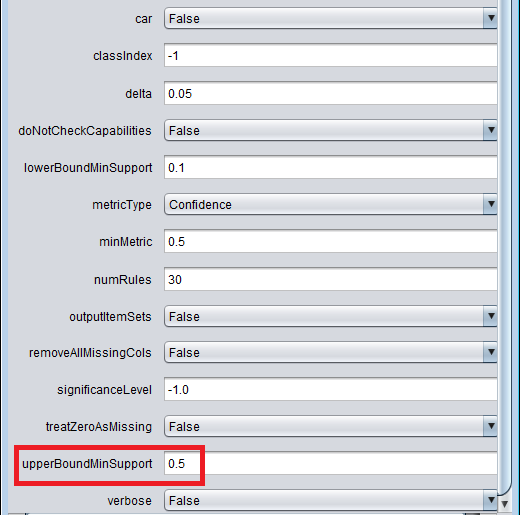 car False
classIndex -1
delta 0.05
doNotCheckCapabilities False
lowerBoundMinSupport 0.1
metricType Confidence
minMetric 0.5
numRules 30
outputItemSets False
removeAllMissingCols False
significanceLevel -1.0
treatZeroAsMissing False
upperBoundMinSupport 0.5
verbose False